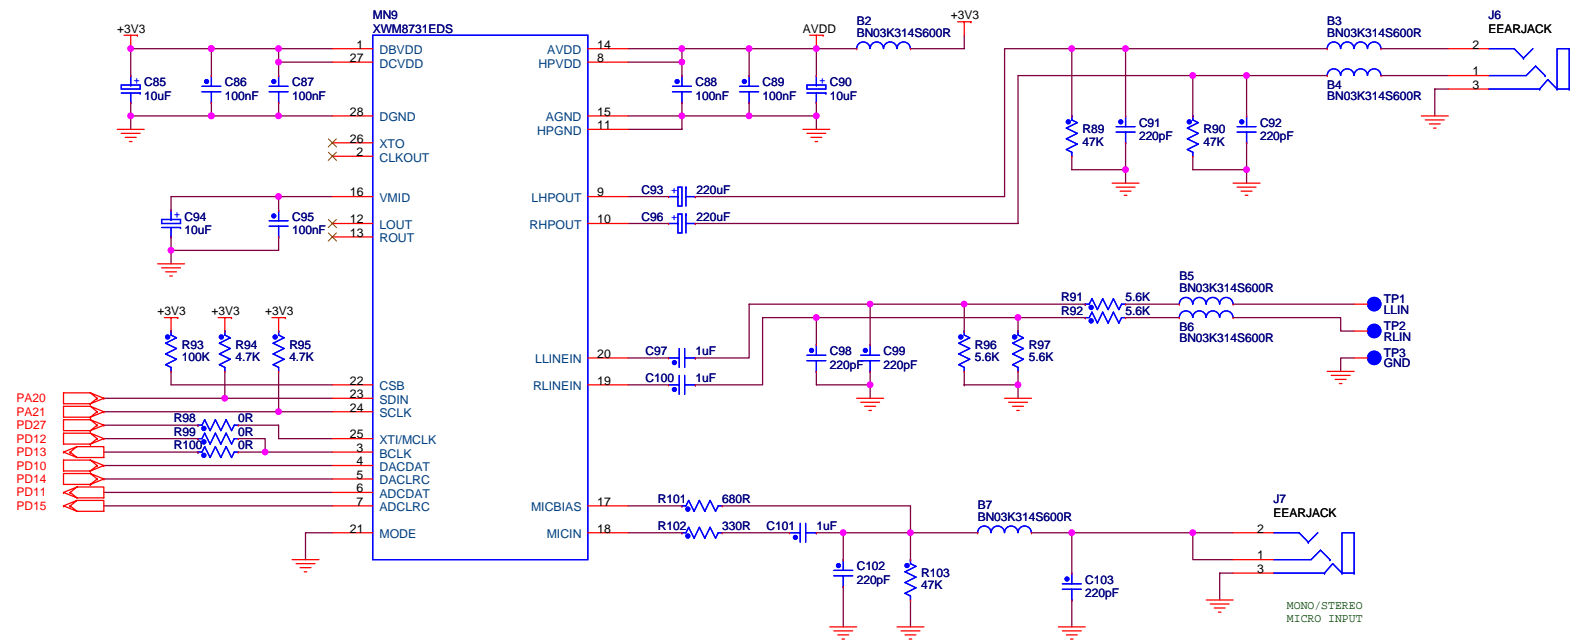 MN9
XWM8731EDS
+3V3
1 DBVDD
27 DCVDD
C85
10uF
C86
100nF
C87
100nF
28 DGND
26 XTO
2 CLKOUT
16 VMID
12 LOUT
13 ROUT
C94
10uF
C95
100nF
+3V3
+3V3
+3V3
R93
100K
R94
4.7K
R95
4.7K
22 CSB
PA20
23 SDIN
PA21
24 SCLK
PD27
R98 0R
25 XTI/MCLK
PD12
R99 0R
PD13
R100 0R
3 BCLK
PD10
4 DACDAT
PD14
5 DACLRC
PD11
6 ADCDAT
PD15
7 ADCLRC
21 MODE
AVDD 14
HPVDD 8
AGND 15
HPGND 11
C88
100nF
C89
100nF
C90
10uF
AVDD
B2
BN03K314S600R
+3V3
LHPOUT 9
C93 220uF
RHPOUT 10
C96 220uF
R89
47K
C91
220pF
R90
47K
C92
220pF
B3
BN03K314S600R
B4
BN03K314S600R
J6
EEARJACK
2
1
3
LLINEIN 20
C97 1uF
RLINEIN 19
C100 1uF
C98
220pF
C99
220pF
R96
5.6K
R97
5.6K
R91 5.6K
R92 5.6K
B5
BN03K314S600R
B6
BN03K314S600R
TP1
LLIN
TP2
RLIN
TP3
GND
MICBIAS 17
R101 680R
MICIN 18
R102 330R
C101 1uF
C102
220pF
R103
47K
B7
BN03K314S600R
C103
220pF
J7
EEARJACK
2
1
3
MONO/STEREO
MICRO INPUT